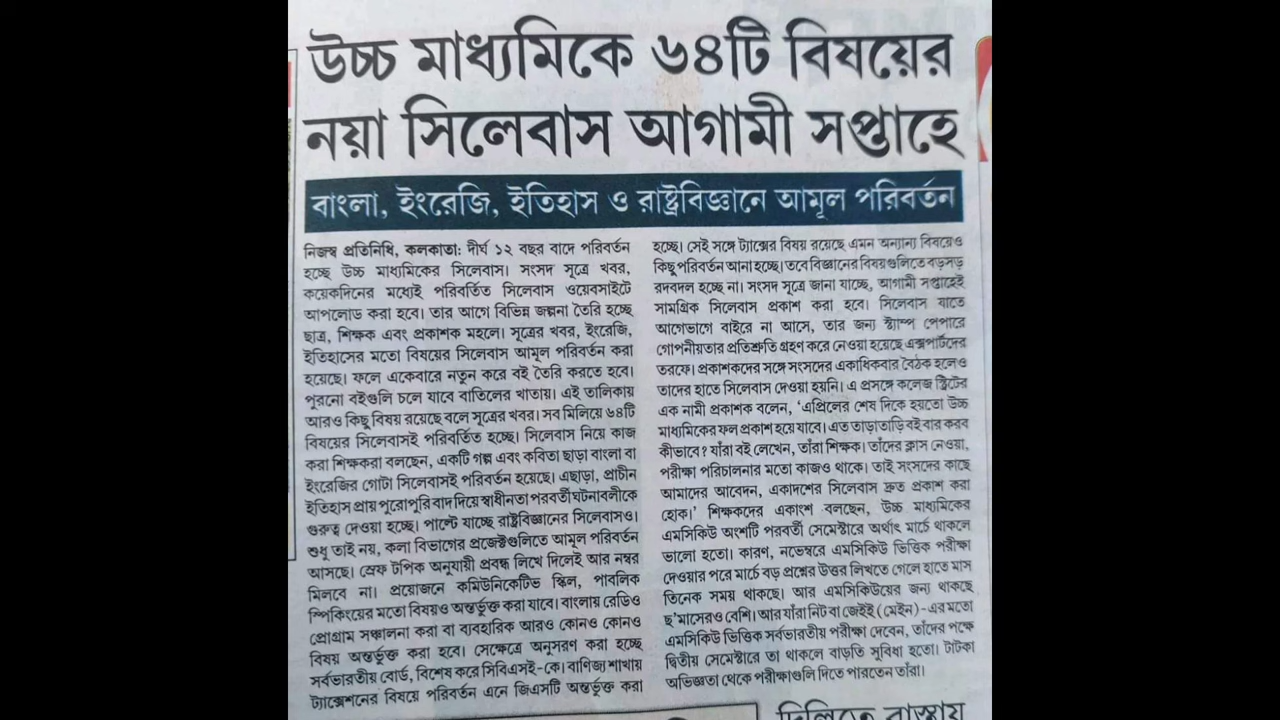 উচ্চ মাধ্যমিকে ৬৪টি বিষয়ের
নয়া সিলেবাস আগামী সপ্তাহে
বাংলা, ইংরেজি, ইতিহাস ও রাষ্ট্রবিজ্ঞানে আমূল পরিবর্তন
নিজস্ব প্রতিনিধি, কলকাতা: দীর্ঘ ১২ বছর বাদে পরিবর্তন
হচ্ছে উচ্চ মাধ্যমিকের সিলেবাস। সংসদ সূত্রে খবর,
কয়েকদিনের মধ্যেই পরিবর্তিত সিলেবাস ওয়েবসাইটে
আপলোড করা হবে। তার আগে বিভিন্ন জল্পনা তৈরি হচ্ছে
ছাত্র, শিক্ষক এবং প্রকাশক মহলে। সূত্রের খবর, ইংরেজি,
ইতিহাসের মতো বিষয়ের সিলেবাস আমূল পরিবর্তন করা
হয়েছে। ফলে একেবারে নতুন করে বই তৈরি করতে হবে।
পুরনো বইগুলি চলে যাবে বাতিলের খাতায়। এই তালিকায়
আরও কিছু বিষয় রয়েছে বলে সূত্রের খবর। সব মিলিয়ে ৬৪টি
বিষয়ের সিলেবাসই পরিবর্তিত হচ্ছে। সিলেবাস নিয়ে কাজ
করা শিক্ষকরা বলছেন, একটি গল্প এবং কবিতা ছাড়া বাংলা বা
ইংরেজির গোটা সিলেবাসই পরিবর্তন হয়েছে। এছাড়া, প্রাচীন
ইতিহাস প্রায় পুরোপুরি বাদ দিয়ে স্বাধীনতা পরবর্তী ঘটনাবলীকে
গুরুত্ব দেওয়া হচ্ছে। পাল্টে যাচ্ছে রাষ্ট্রবিজ্ঞানের সিলেবাসও।
শুধু তাই নয়, কলা বিভাগের প্রজেক্টগুলিতে আমূল পরিবর্তন
আসছে। স্রেফ টপিক অনুযায়ী প্রবন্ধ লিখে দিলেই আর নম্বর
মিলবে না। প্রয়োজনে কমিউনিকেটিভ স্কিল, পাবলিক
স্পিকিংয়ের মতো বিষয়ও অন্তর্ভুক্ত করা যাবে। বাংলায় রেডিও
প্রোগ্রাম সঞ্চালনা করা বা ব্যবহারিক আরও কোনও কোনও
বিষয় অন্তর্ভুক্ত করা হবে। সেক্ষেত্রে অনুসরণ করা হচ্ছে
সর্বভারতীয় বোর্ড, বিশেষ করে সিবিএসই-কে। বাণিজ্য শাখায়
ট্যাক্সেশনের বিষয়ে পরিবর্তন এনে জিএসটি অন্তর্ভুক্ত করা
হচ্ছে। সেই সঙ্গে ট্যাক্সের বিষয় রয়েছে এমন অন্যান্য বিষয়েও
কিছু পরিবর্তন আনা হচ্ছে। তবে বিজ্ঞানের বিষয়গুলিতে বড়সড়
রদবদল হচ্ছে না। সংসদ সূত্রে জানা যাচ্ছে, আগামী সপ্তাহেই
সামগ্রিক সিলেবাস প্রকাশ করা হবে। সিলেবাস যাতে
আগেভাগে বাইরে না আসে, তার জন্য স্ট্যাম্প পেপারে
গোপনীয়তার প্রতিশ্রুতি গ্রহণ করে নেওয়া হয়েছে এক্সপার্টদের
তরফে। প্রকাশকদের সঙ্গে সংসদের একাধিকবার বৈঠক হলেও
তাদের হাতে সিলেবাস দেওয়া হয়নি। এ প্রসঙ্গে কলেজ স্ট্রিটের
এক নামী প্রকাশক বলেন, ‘এপ্রিলের শেষ দিকে হয়তো উচ্চ
মাধ্যমিকের ফল প্রকাশ হয়ে যাবে। এত তাড়াতাড়ি বই বার করব
কীভাবে? যাঁরা বই লেখেন, তাঁরা শিক্ষক। তাঁদের ক্লাস নেওয়া,
পরীক্ষা পরিচালনার মতো কাজও থাকে। তাই সংসদের কাছে
আমাদের আবেদন, একাদশের সিলেবাস দ্রুত প্রকাশ করা
হোক।’ শিক্ষকদের একাংশ বলছেন, উচ্চ মাধ্যমিকের
এমসিকিউ অংশটি পরবর্তী সেমেস্টারে অর্থাৎ মার্চে থাকলে
ভালো হতো। কারণ, নভেম্বরে এমসিকিউ ভিত্তিক পরীক্ষা
দেওয়ার পরে মার্চে বড় প্রশ্নের উত্তর লিখতে গেলে হাতে মাস
তিনেক সময় থাকছে। আর এমসিকিউয়ের জন্য থাকছে
ছ’মাসেরও বেশি। আর যাঁরা নিট বা জেইই (মেইন)-এর মতো
এমসিকিউ ভিত্তিক সর্বভারতীয় পরীক্ষা দেবেন, তাঁদের পক্ষে
দ্বিতীয় সেমেস্টারে তা থাকলে বাড়তি সুবিধা হতো। টাটকা
অভিজ্ঞতা থেকে পরীক্ষাগুলি দিতে পারতেন তাঁরা।